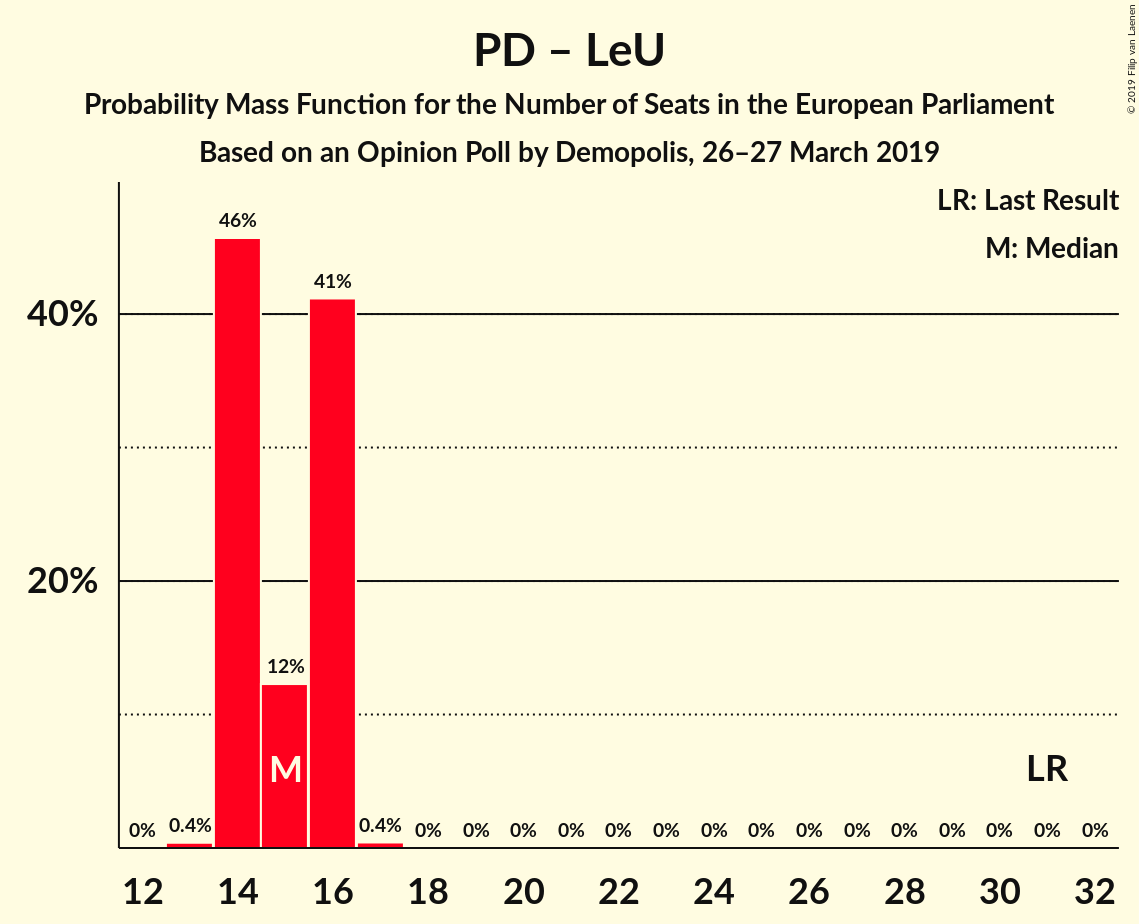 PD – LeU
Probability Mass Function for the Number of Seats in the European Parliament
Based on an Opinion Poll by Demopolis, 26–27 March 2019
© 2019 Filip van Laenen
LR: Last Result
M: Median
46%
41%
40%
20%
12%
M
LR
0% 0.4% 0.4% 0% 0% 0% 0% 0% 0% 0% 0% 0% 0% 0% 0% 0% 0% 0%
12 14 16 18 20 22 24 26 28 30 32